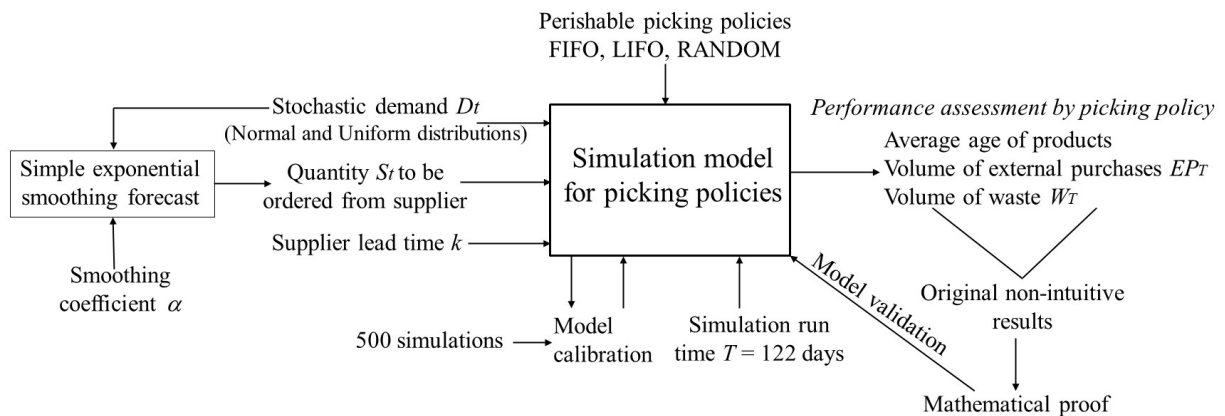 Perishable picking policies
FIFO, LIFO, RANDOM
Stochastic demand Dt
(Normal and Uniform distributions)
Simple exponential
smoothing forecast
Quantity St to be
ordered from supplier
Supplier lead time k
Smoothing
coefficient α
Simulation model
for picking policies
Performance assessment by picking policy
Average age of products
Volume of external purchases EPT
Volume of waste WT
500 simulations
Model
calibration
Simulation run
time T = 122 days
Model validation
Original non-intuitive
results
Mathematical proof